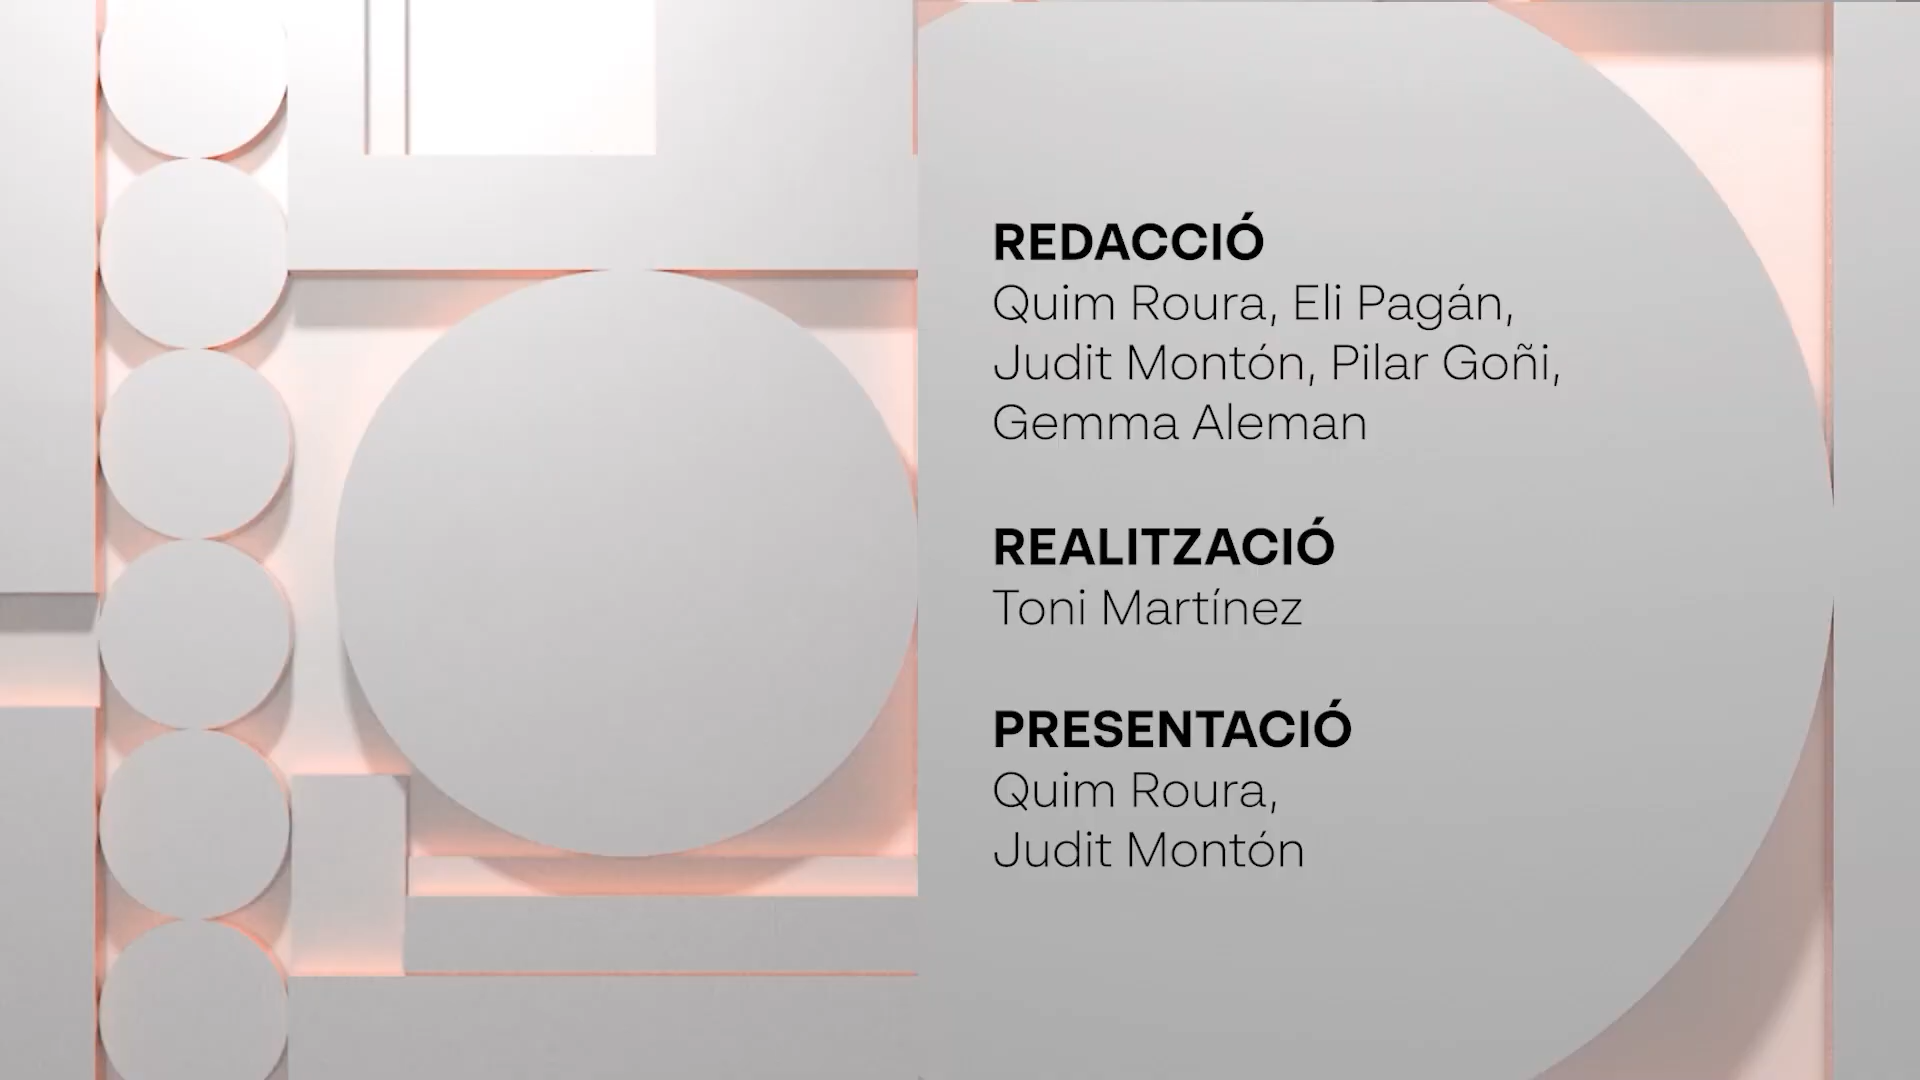 REDACCIÓ
Quim Roura, Eli Pagán,
Judit Montón, Pilar Goñi,
Gemma Aleman
REALITZACIÓ
Toni Martínez
PRESENTACIÓ
Quim Roura,
Judit Montón